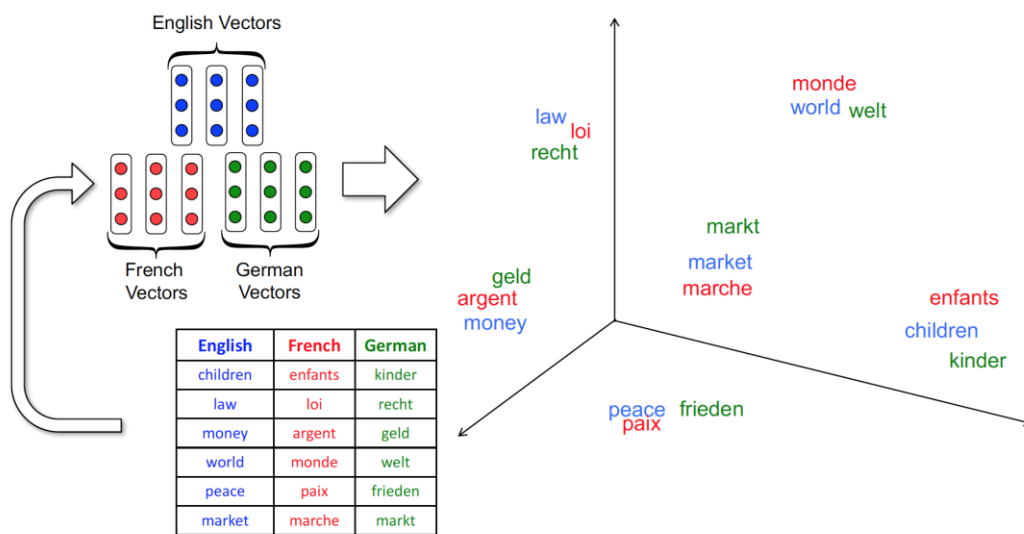 English Vectors
French
Vectors
German
Vectors
English French German
children enfants kinder
law loi recht
money argent geld
world monde welt
peace paix frieden
market marche markt
monde
world welt
law
loi
recht
markt
market
marche
geld
argent
money
enfants
children
kinder
peace frieden
paix